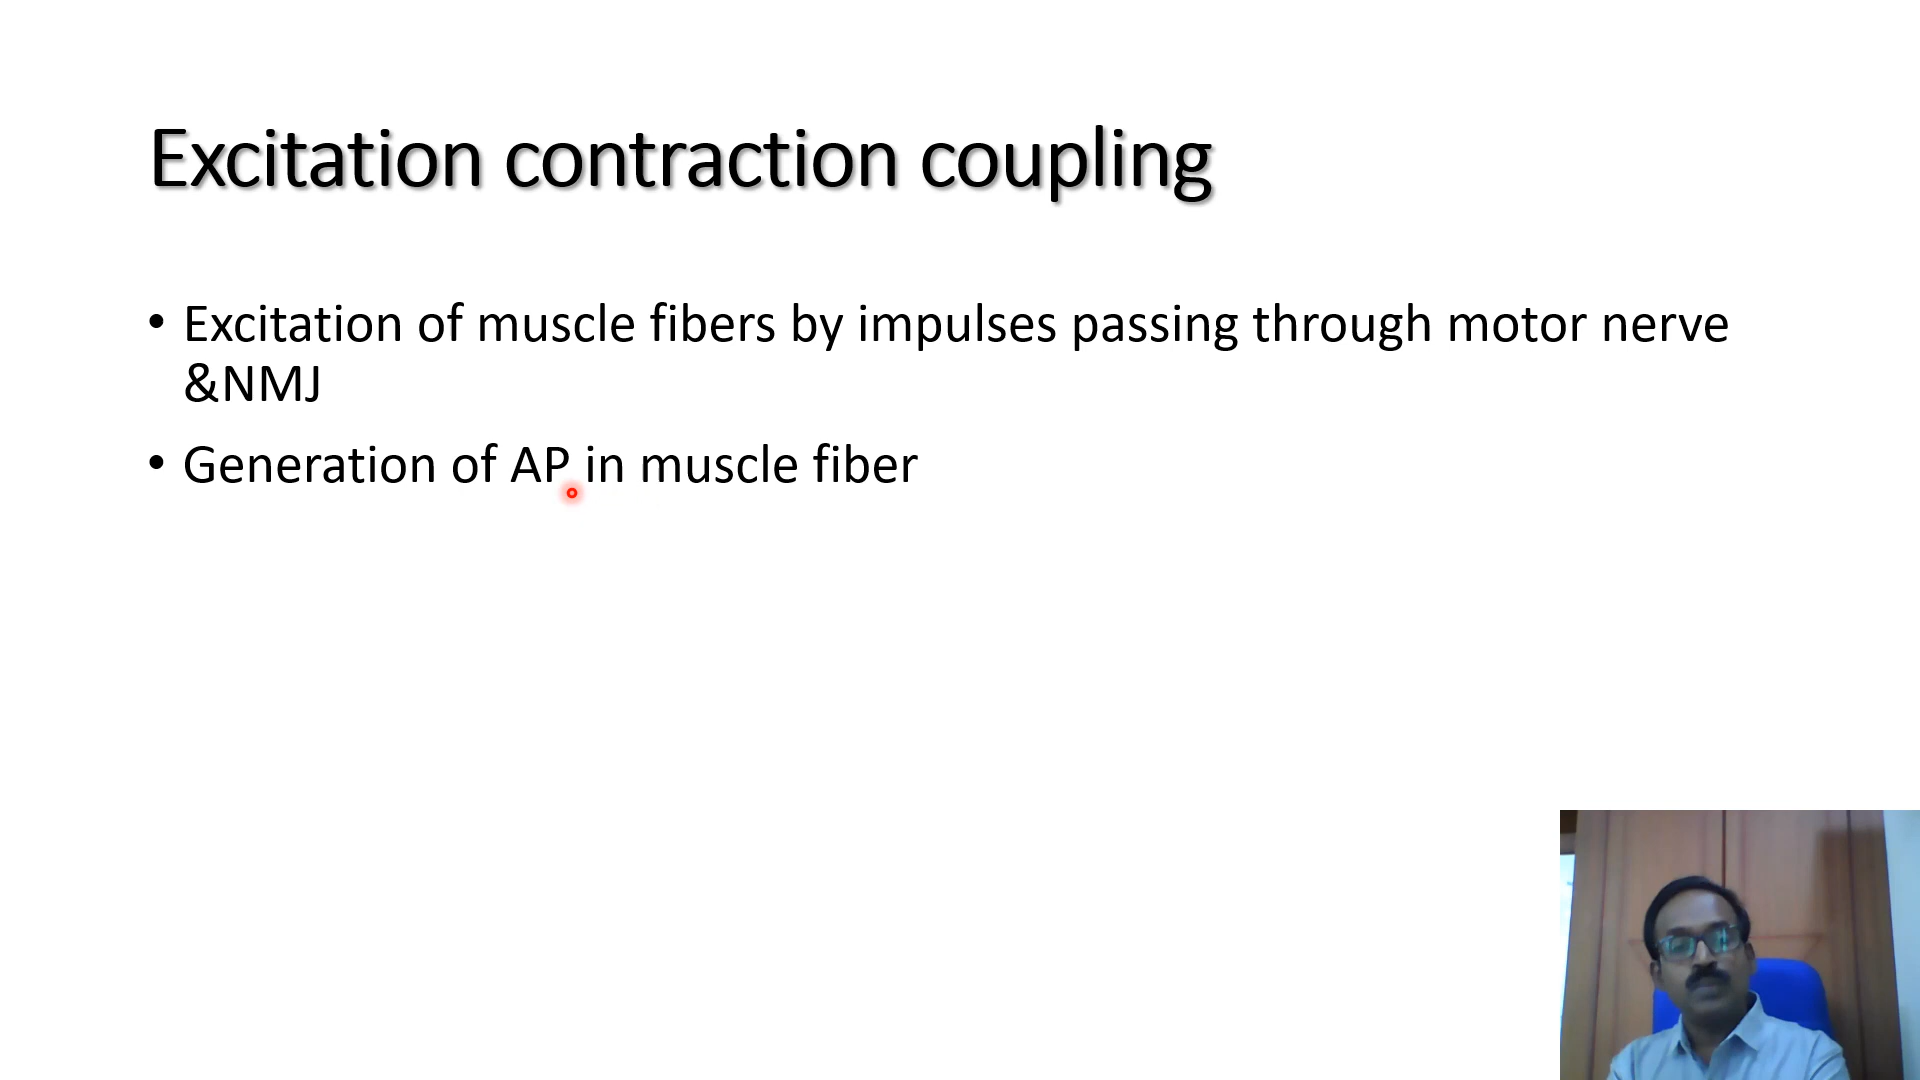 Excitation contraction coupling
• Excitation of muscle fibers by impulses passing through motor nerve
&NMJ
• Generation of AP in muscle fiber